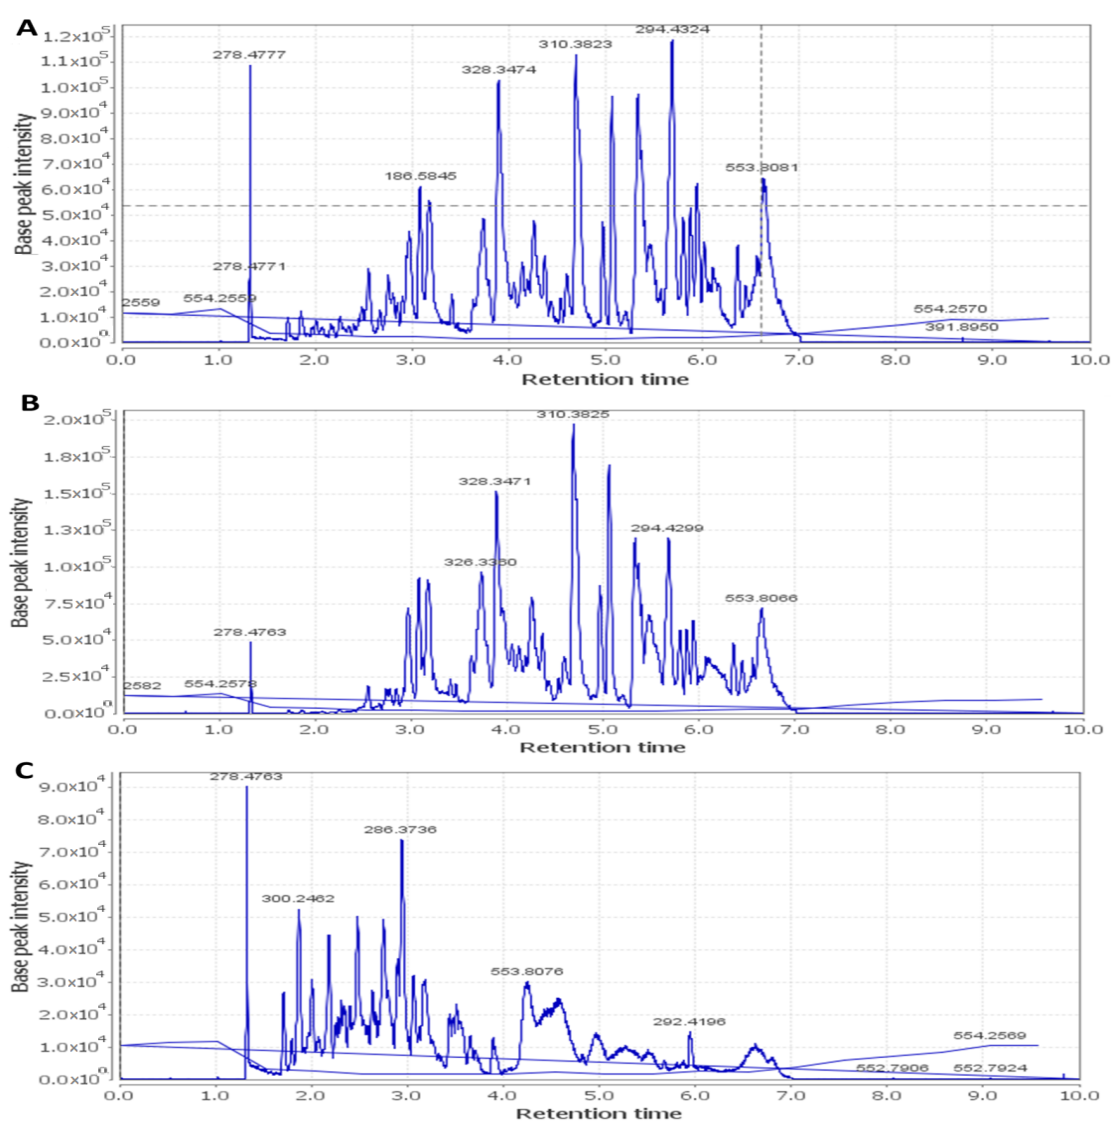 A
1.2x10⁵
1.1x10⁵
1.0x10⁵
9.0x10⁴
8.0x10⁴
7.0x10⁴
6.0x10⁴
5.0x10⁴
4.0x10⁴
3.0x10⁴
2.0x10⁴
1.0x10⁴
0.0x10⁰
Base peak intensity
278.4777
328.3474
310.3823
294.4324
186.5845
553.8081
278.4771
2559
554.2559
554.2570
391.8950
0.0 1.0 2.0 3.0 4.0 5.0 6.0 7.0 8.0 9.0 10.0
Retention time
B
2.0x10⁵
1.8x10⁵
1.5x10⁵
1.3x10⁵
1.0x10⁵
7.5x10⁴
5.0x10⁴
2.5x10⁴
0.0x10⁰
Base peak intensity
310.3825
328.3471
294.4299
553.8066
278.4763
2582
554.2578
0.0 1.0 2.0 3.0 4.0 5.0 6.0 7.0 8.0 9.0 10.0
Retention time
C
9.0x10⁴
8.0x10⁴
7.0x10⁴
6.0x10⁴
5.0x10⁴
4.0x10⁴
3.0x10⁴
2.0x10⁴
1.0x10⁴
0.0x10⁰
Base peak intensity
278.4763
286.3736
300.2462
553.8076
292.4196
554.2569
552.7906
552.7924
0.0 1.0 2.0 3.0 4.0 5.0 6.0 7.0 8.0 9.0 10.0
Retention time